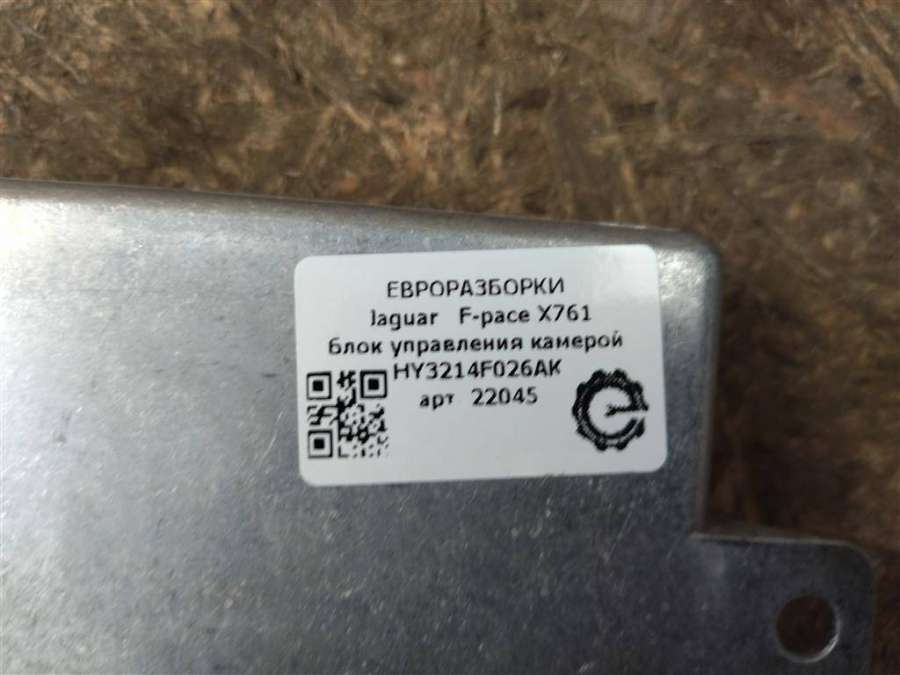 ЕВРОРАЗБОРКИ
Jaguar F-pace X761
блок управления камерой
HY3214F026AK
арт 22045